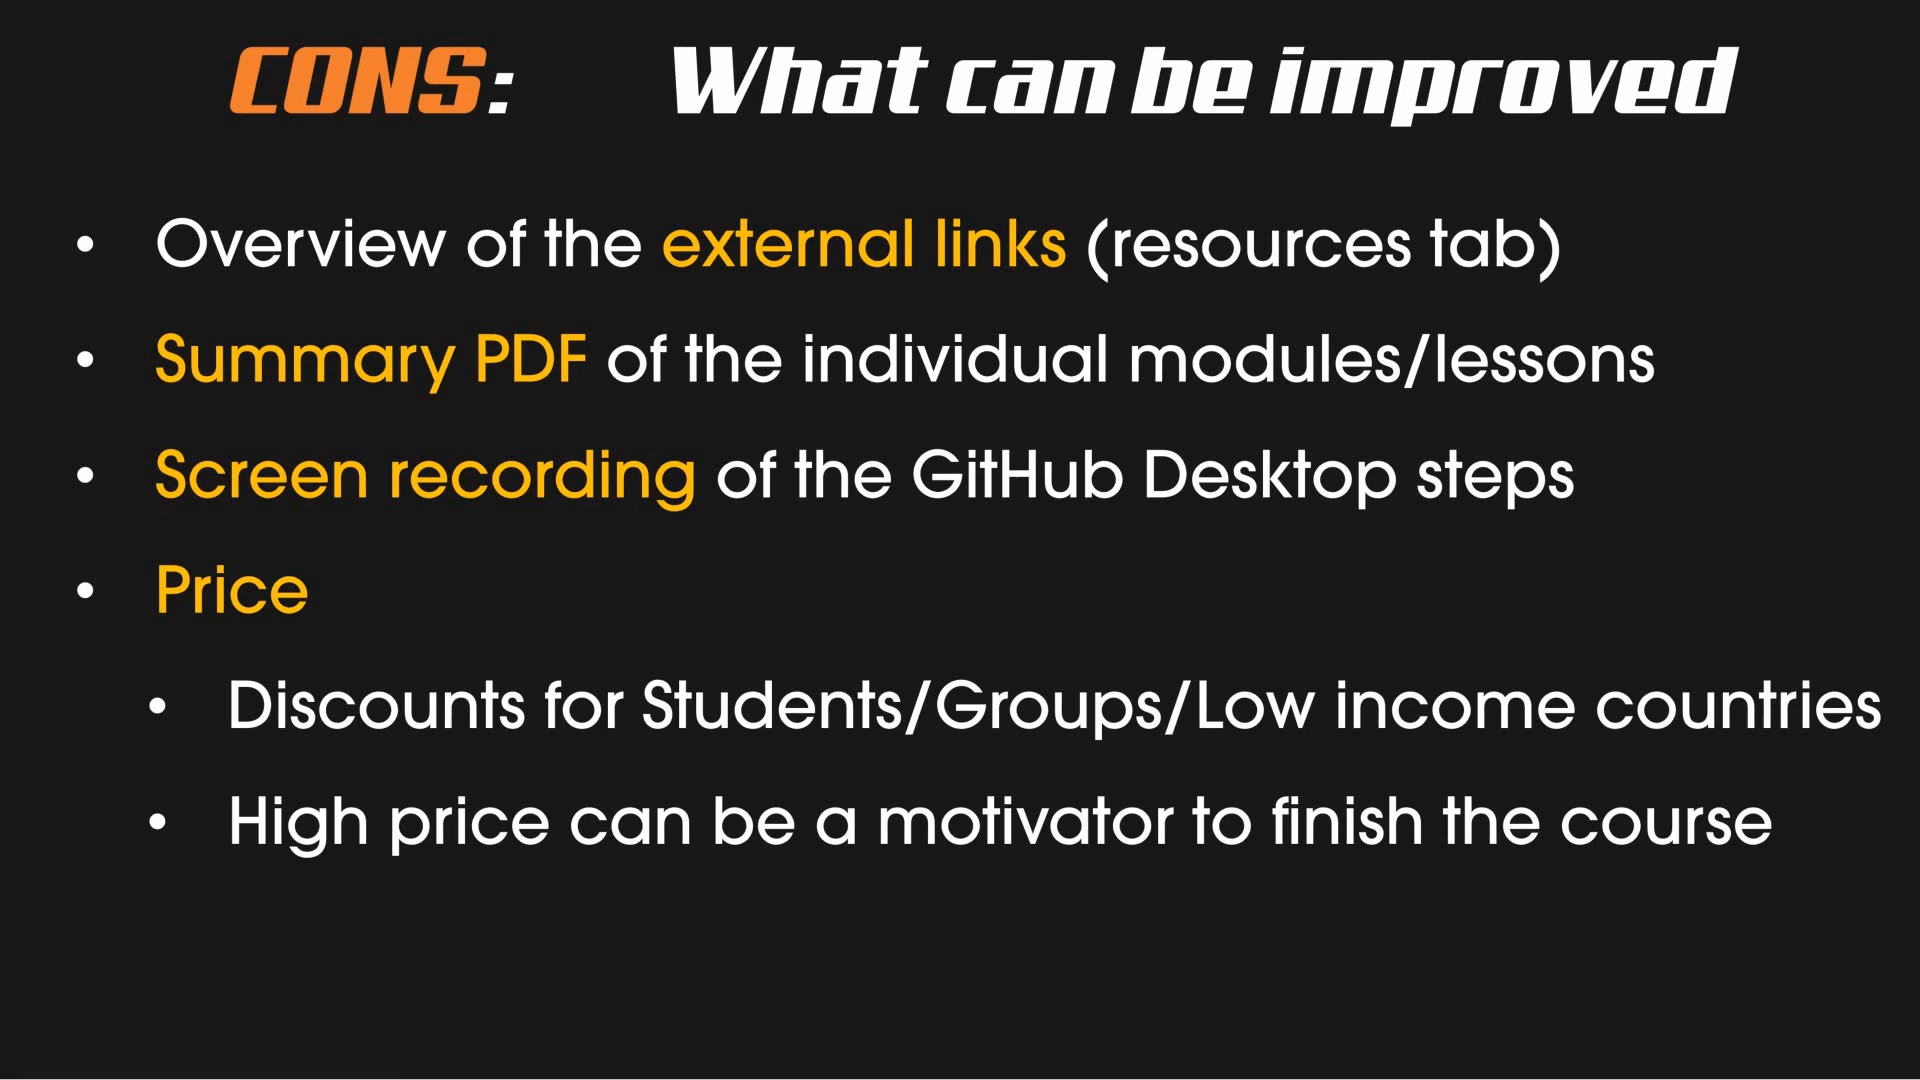 CONS: What can be improved
• Overview of the external links (resources tab)
• Summary PDF of the individual modules/lessons
• Screen recording of the GitHub Desktop steps
• Price
• Discounts for Students/Groups/Low income countries
• High price can be a motivator to finish the course